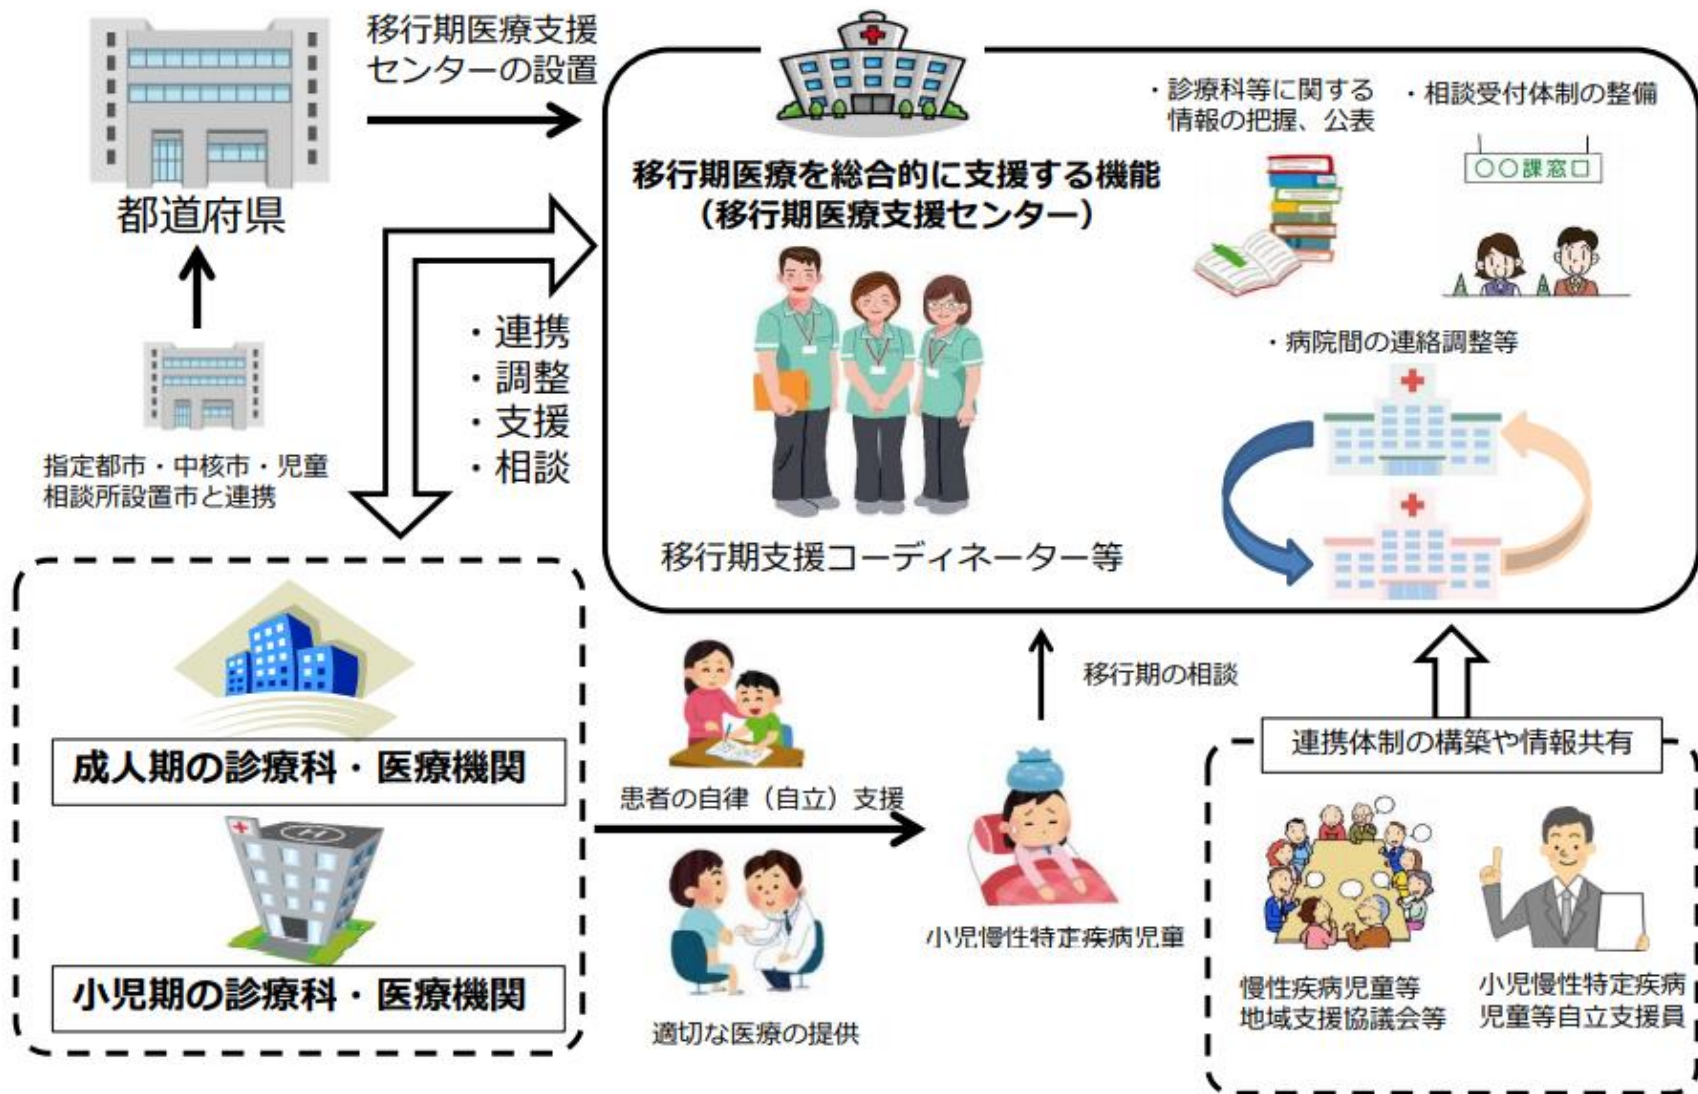 移行期医療支援
センターの設置
都道府県
指定都市・中核市・児童
相談所設置市と連携
・連携
・調整
・支援
・相談
移行期医療を総合的に支援する機能
（移行期医療支援センター）
移行期支援コーディネーター等
・診療科等に関する
情報の把握、公表
・相談受付体制の整備
〇〇課窓口
・病院間の連絡調整等
成人期の診療科・医療機関
H
小児期の診療科・医療機関
患者の自律（自立）支援
適切な医療の提供
移行期の相談
小児慢性特定疾病児童
連携体制の構築や情報共有
慢性疾病児童等
地域支援協議会等
小児慢性特定疾病
児童等自立支援員